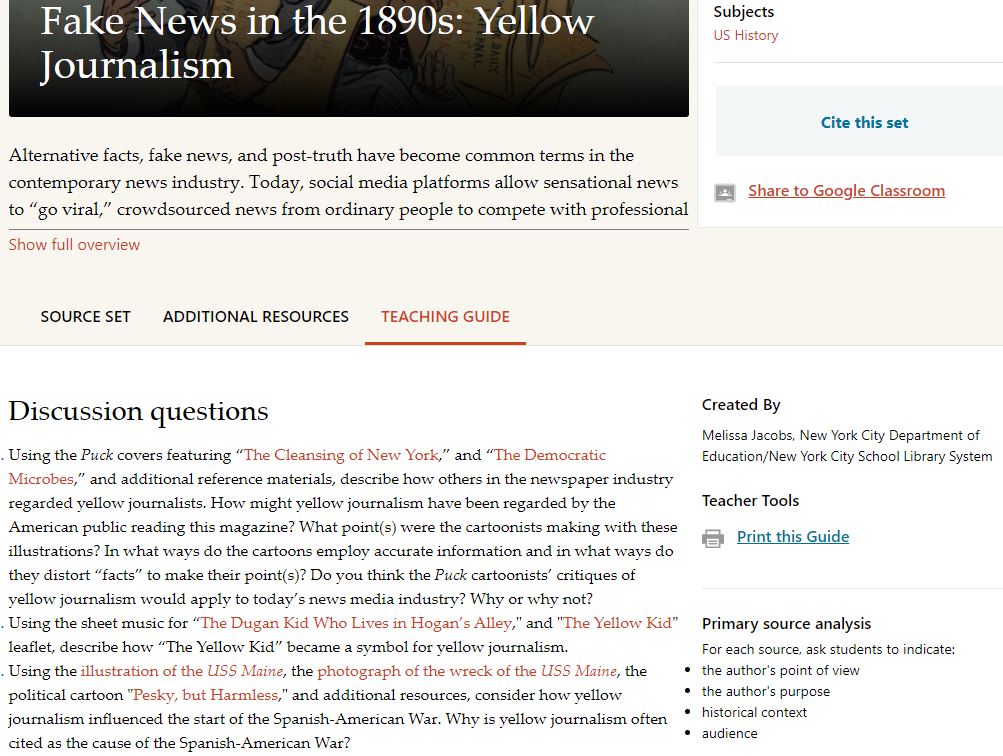 Fake News in the 1890s: Yellow
Journalism
Alternative facts, fake news, and post-truth have become common terms in the
contemporary news industry. Today, social media platforms allow sensational news
to “go viral,” crowdsourced news from ordinary people to compete with professional
Show full overview
Subjects
US History
Cite this set
Share to Google Classroom
SOURCE SET ADDITIONAL RESOURCES TEACHING GUIDE
Discussion questions
. Using the Puck covers featuring “The Cleansing of New York,” and “The Democratic
Microbes,” and additional reference materials, describe how others in the newspaper industry
regarded yellow journalists. How might yellow journalism have been regarded by the
American public reading this magazine? What point(s) were the cartoonists making with these
illustrations? In what ways do the cartoons employ accurate information and in what ways do
they distort “facts” to make their point(s)? Do you think the Puck cartoonists’ critiques of
yellow journalism would apply to today’s news media industry? Why or why not?
. Using the sheet music for “The Dugan Kid Who Lives in Hogan’s Alley," and "The Yellow Kid"
leaflet, describe how “The Yellow Kid” became a symbol for yellow journalism.
. Using the illustration of the USS Maine, the photograph of the wreck of the USS Maine, the
political cartoon "Pesky, but Harmless," and additional resources, consider how yellow
journalism influenced the start of the Spanish-American War. Why is yellow journalism often
cited as the cause of the Spanish-American War?
Created By
Melissa Jacobs, New York City Department of
Education/New York City School Library System
Teacher Tools
Print this Guide
Primary source analysis
For each source, ask students to indicate:
• the author's point of view
• the author's purpose
• historical context
• audience